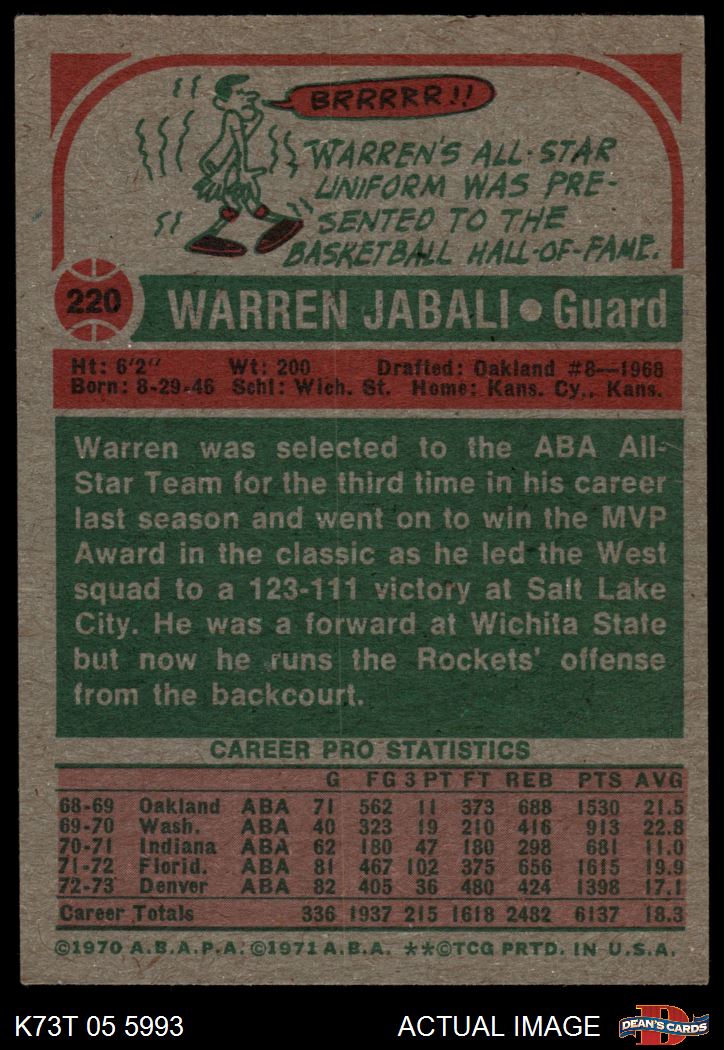 BRRRRR!!
WARREN'S ALL-STAR
UNIFORM WAS PRE-
SENTED TO THE
BASKETBALL HALL-OF-FAME.
220
WARREN JABALI • Guard
Ht: 6'2" Wt: 200 Drafted: Oakland #8—1968
Born: 8-29-46 Schl: Wich. St. Home: Kans. Cy., Kans.
Warren was selected to the ABA All-
Star Team for the third time in his career
last season and went on to win the MVP
Award in the classic as he led the West
squad to a 123-111 victory at Salt Lake
City. He was a forward at Wichita State
but now he runs the Rockets' offense
from the backcourt.
CAREER PRO STATISTICS
G FG 3 PT FT REB PTS AVG
68-69 Oakland ABA 71 562 11 373 688 1530 21.5
69-70 Wash. ABA 40 323 19 210 416 913 22.8
70-71 Indiana ABA 62 180 47 180 298 681 11.0
71-72 Florid. ABA 81 467 102 375 656 1615 19.9
72-73 Denver ABA 82 405 36 480 424 1398 17.1
Career Totals 336 1937 215 1618 2482 6137 18.3
©1970 A.B.A.P.A. ©1971 A.B.A. **©TCG PRTD. IN U.S.A.
K73T 05 5993 ACTUAL IMAGE
D
DEAN'S CARDS